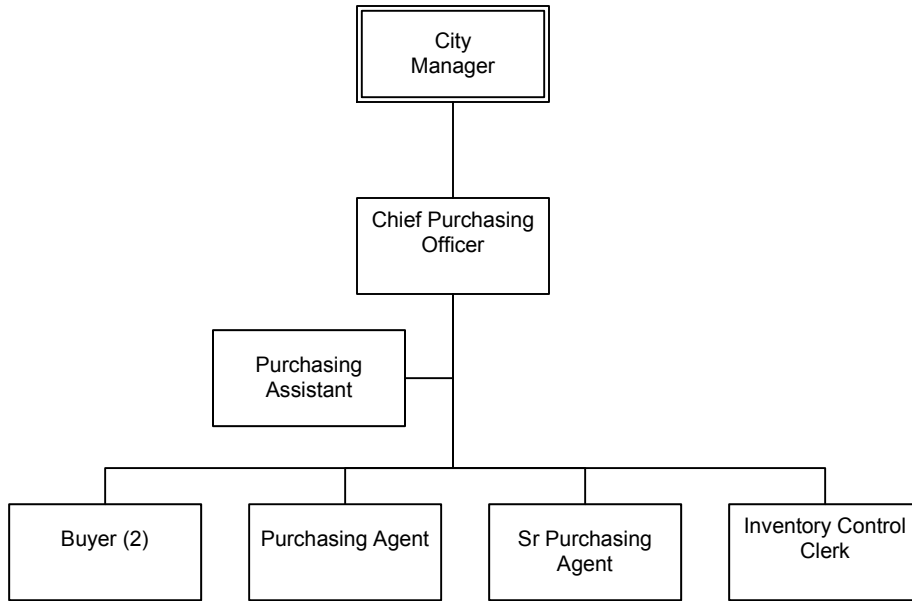 City
Manager
Chief Purchasing
Officer
Purchasing
Assistant
Buyer (2)
Purchasing Agent
Sr Purchasing
Agent
Inventory Control
Clerk